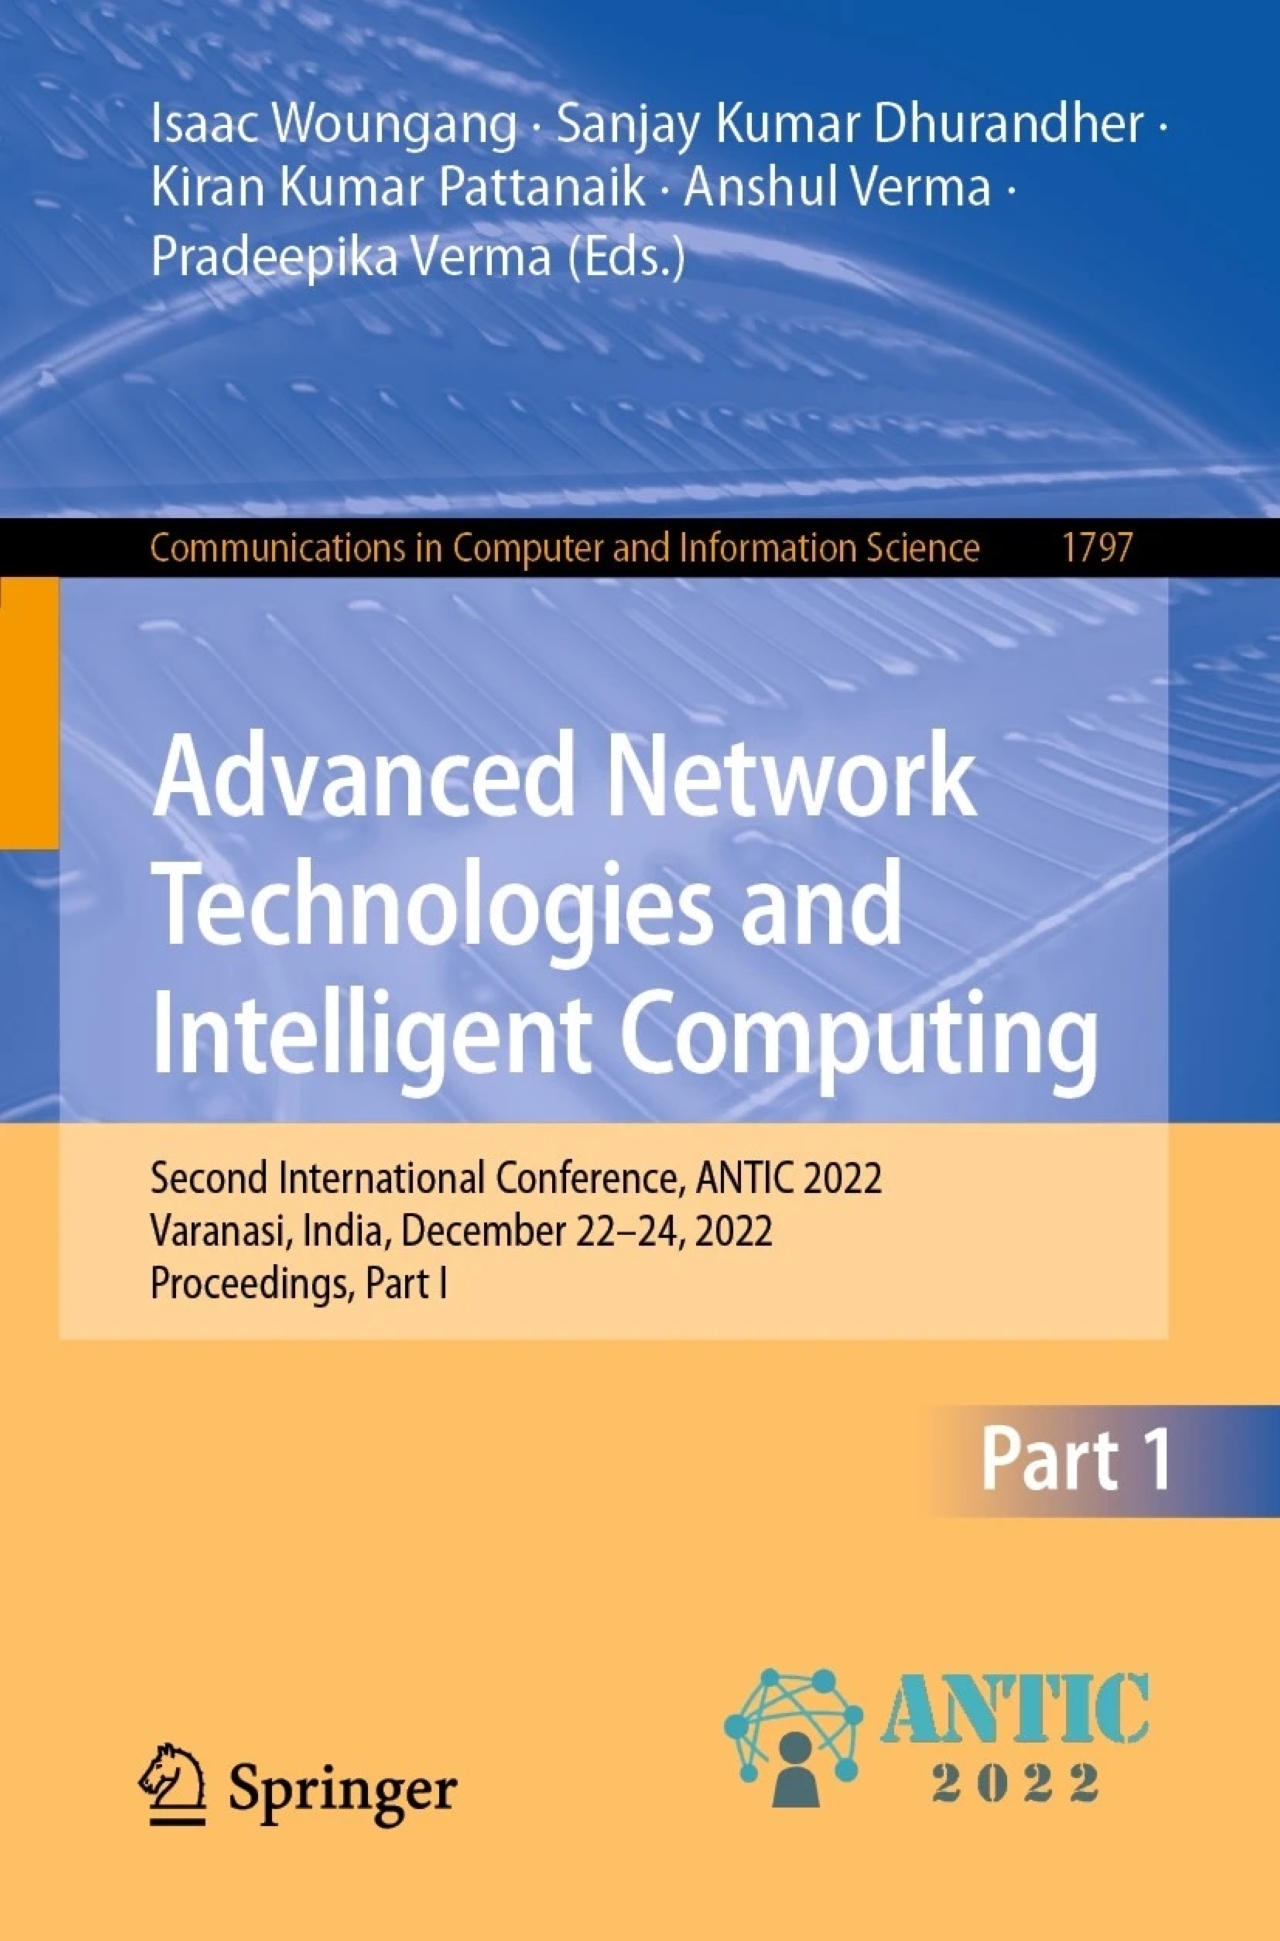 Isaac Woungang · Sanjay Kumar Dhurandher ·
Kiran Kumar Pattanaik · Anshul Verma ·
Pradeepika Verma (Eds.)
Communications in Computer and Information Science 1797
Advanced Network
Technologies and
Intelligent Computing
Second International Conference, ANTIC 2022
Varanasi, India, December 22–24, 2022
Proceedings, Part I
Part 1
ANTIC
2022
Springer